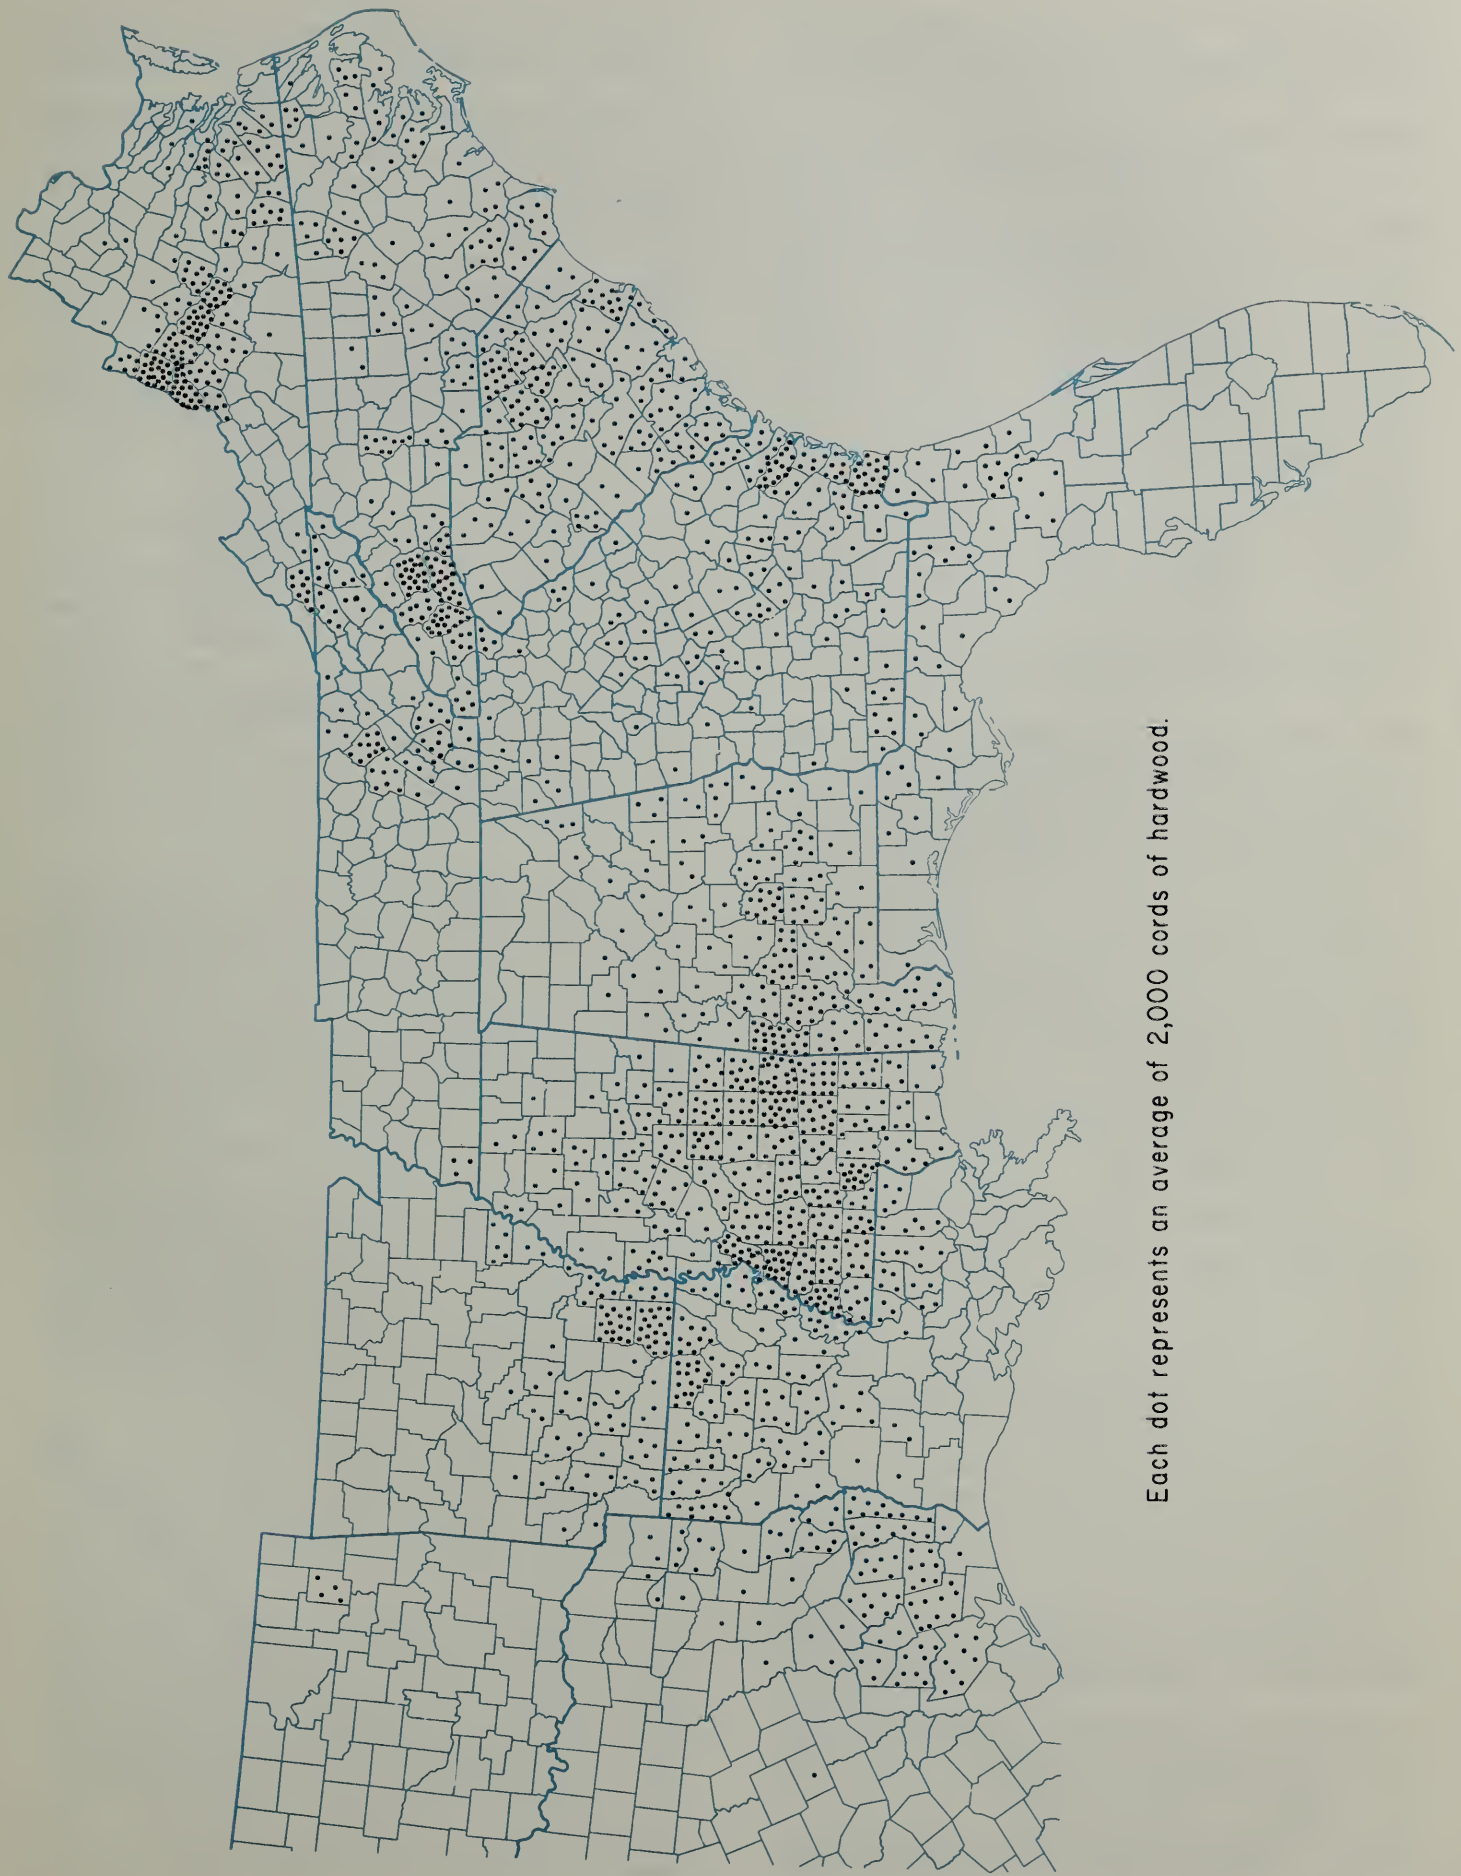 Each dot represents an average of 2,000 cords of hardwood.